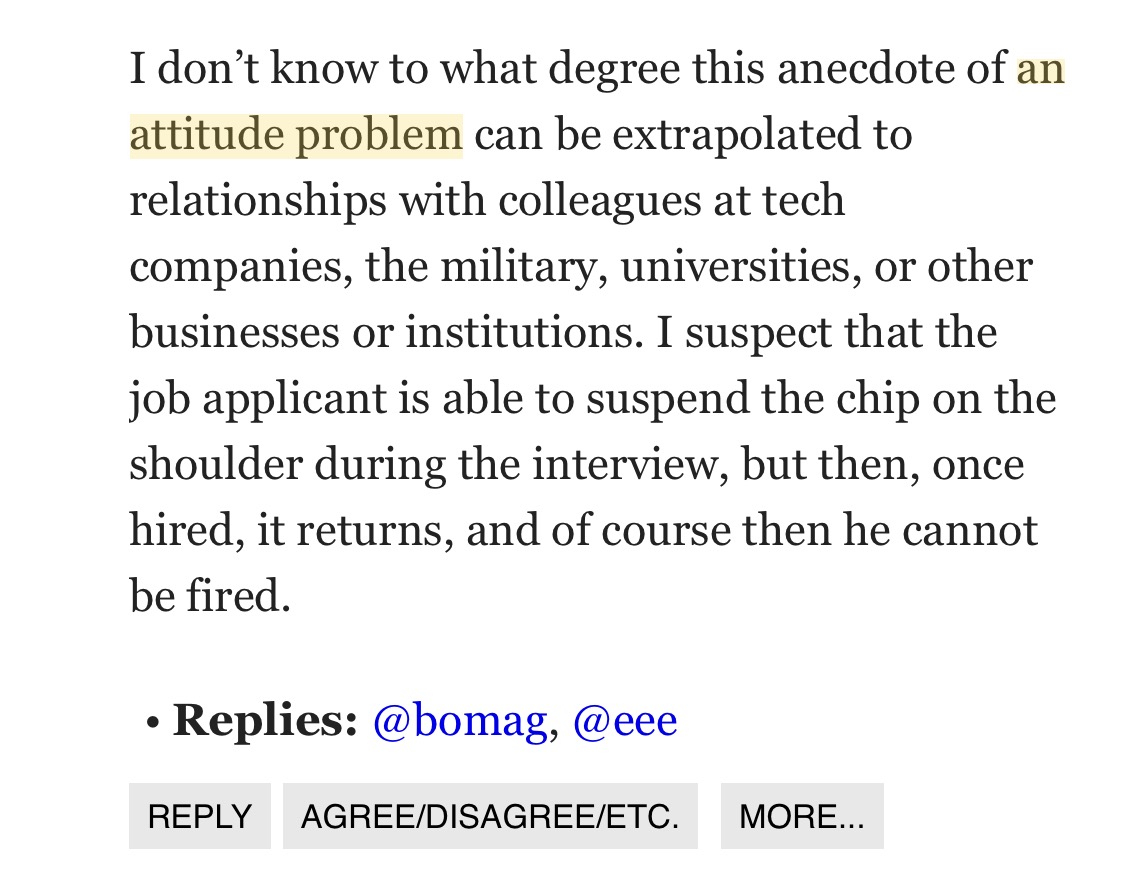 I don’t know to what degree this anecdote of an
attitude problem can be extrapolated to
relationships with colleagues at tech
companies, the military, universities, or other
businesses or institutions. I suspect that the
job applicant is able to suspend the chip on the
shoulder during the interview, but then, once
hired, it returns, and of course then he cannot
be fired.
• Replies: @bomag, @eee
REPLY AGREE/DISAGREE/ETC. MORE...